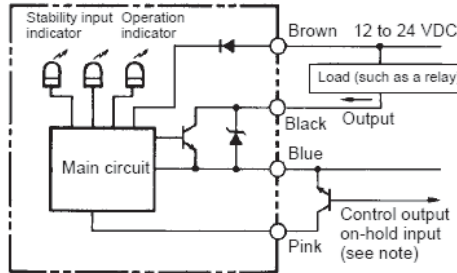 Stability input
indicator
Operation
indicator
Brown
12 to 24 VDC
Load (such as a relay)
Black
Output
Main circuit
Blue
Pink
Control output
on-hold input
(see note)